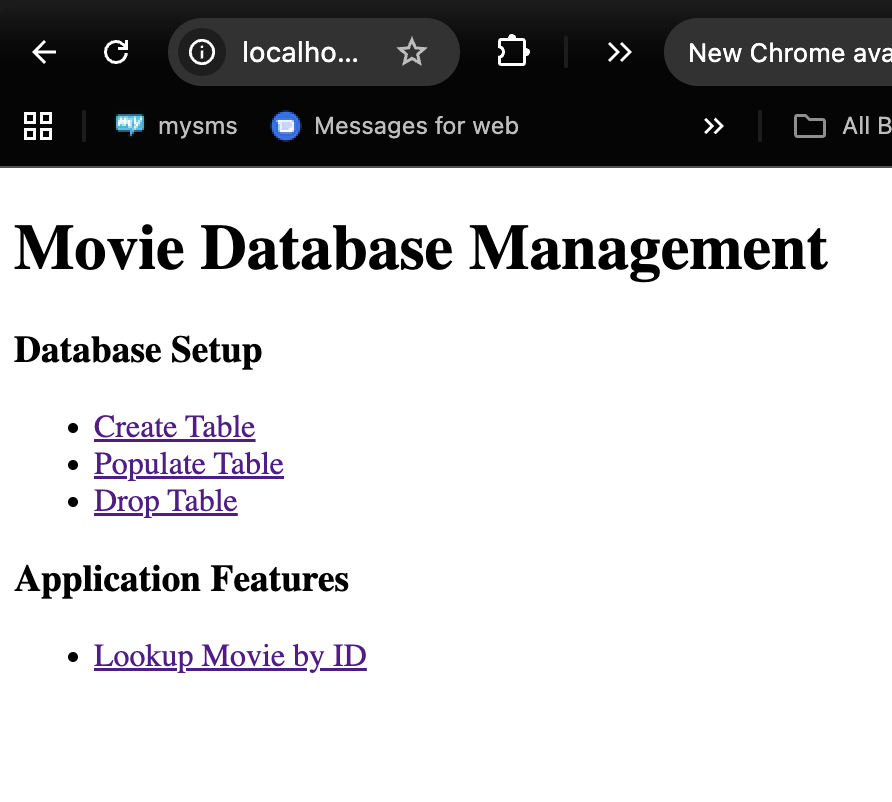 localho...
New Chrome ava
mysms
Messages for web
All B
Movie Database Management
Database Setup
Create Table
Populate Table
Drop Table
Application Features
Lookup Movie by ID